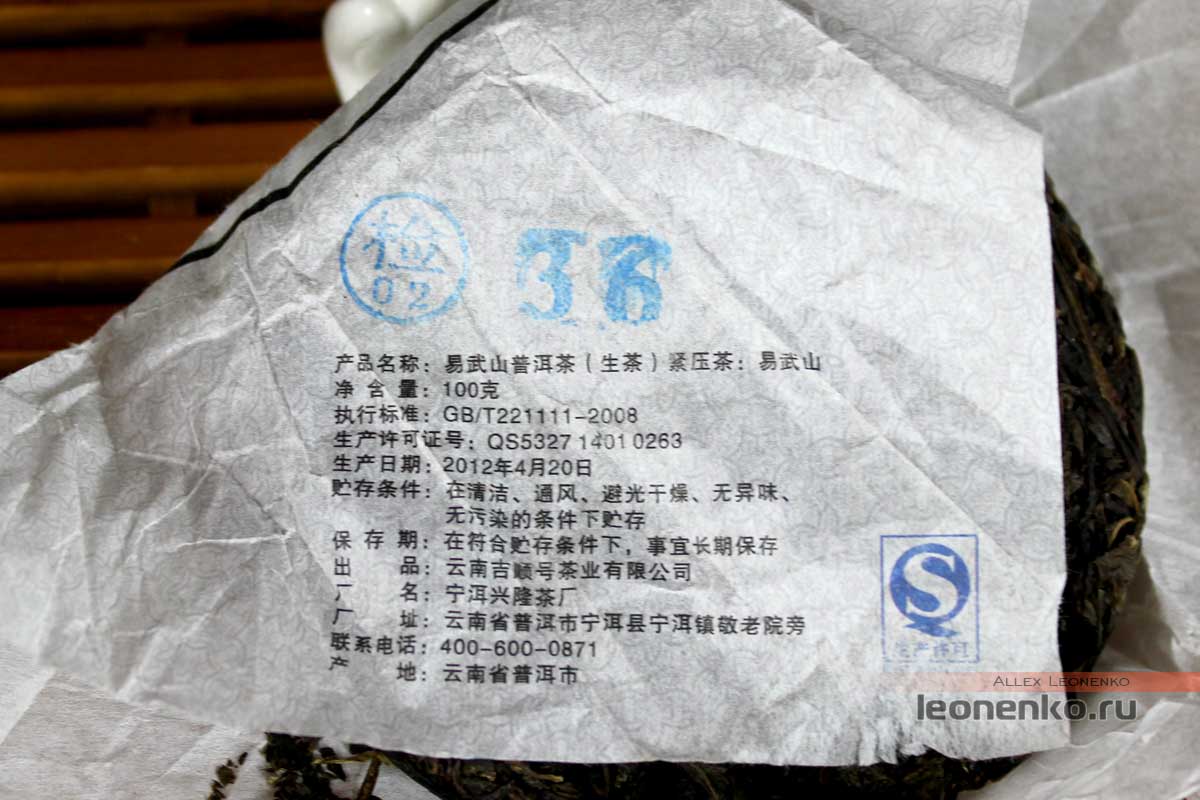 检
02
36
产品名称：易武山普洱茶（生茶）紧压茶：易武山
净含量：100克
执行标准：GB/T221111-2008
生产许可证号：QS5327 1401 0263
生产日期：2012年4月20日
贮存条件：在清洁、通风、避光干燥、无异味、
无污染的条件下贮存
保存期：在符合贮存条件下，事宜长期保存
出品：云南吉顺号茶业有限公司
厂名：宁洱兴隆茶厂
厂址：云南省普洱市宁洱县宁洱镇敬老院旁
联系电话：400-600-0871
产地：云南省普洱市
生产许可
ALLEX LEONENKO
leonenko.ru